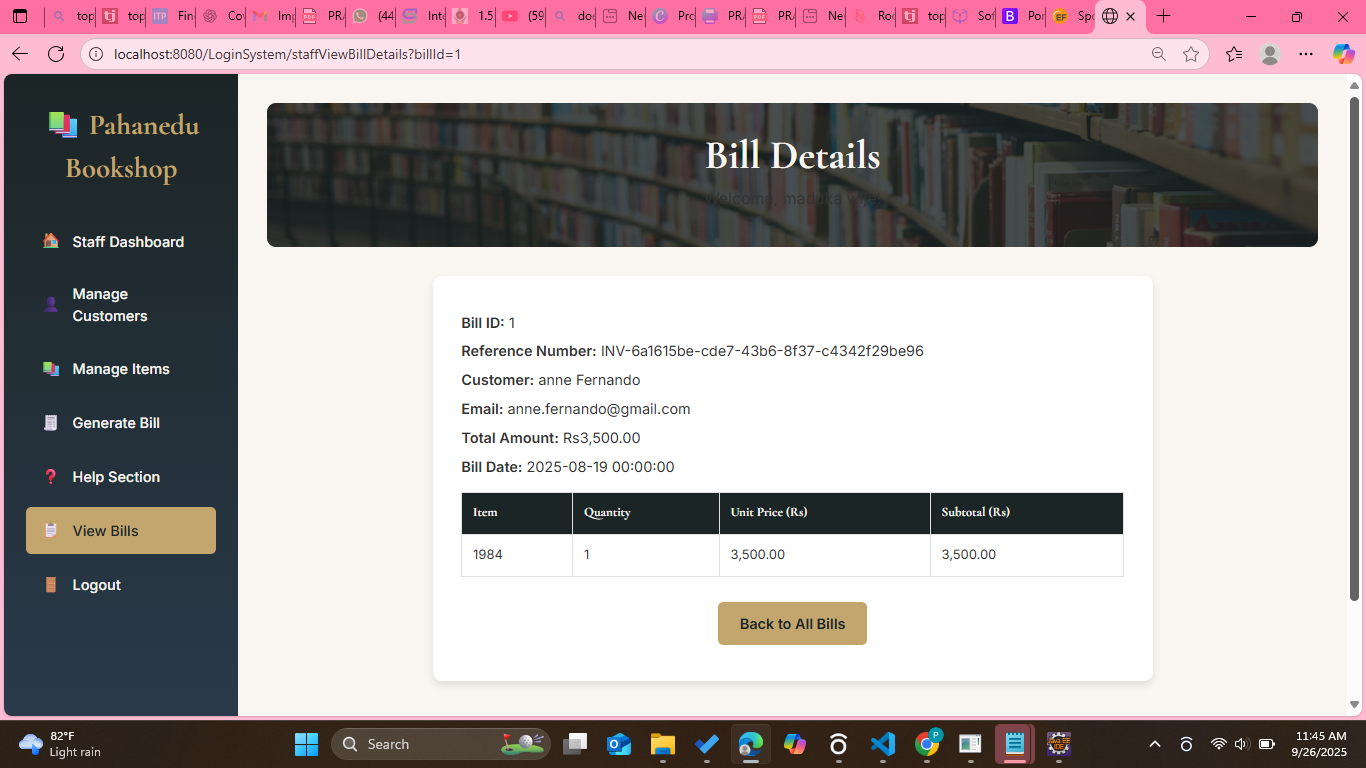 top
top
Fin
Co
Im
PR
(44
Int
1.5
(59
do
Ne
Prc
PR
PR
Ne
Roc
top
Sof
Por
Sp
localhost:8080/LoginSystem/staffViewBillDetails?billId=1
Pahanedu
Bookshop
Staff Dashboard
Manage
Customers
Manage Items
Generate Bill
Help Section
View Bills
Logout
Bill Details
Welcome, maduka
Bill ID: 1
Reference Number: INV-6a1615be-cde7-43b6-8f37-c4342f29be96
Customer: anne Fernando
Email: anne.fernando@gmail.com
Total Amount: Rs3,500.00
Bill Date: 2025-08-19 00:00:00
Item Quantity Unit Price (Rs) Subtotal (Rs)
1984 1 3,500.00 3,500.00
Back to All Bills
82°F
Light rain
Search
11:45 AM
9/26/2025